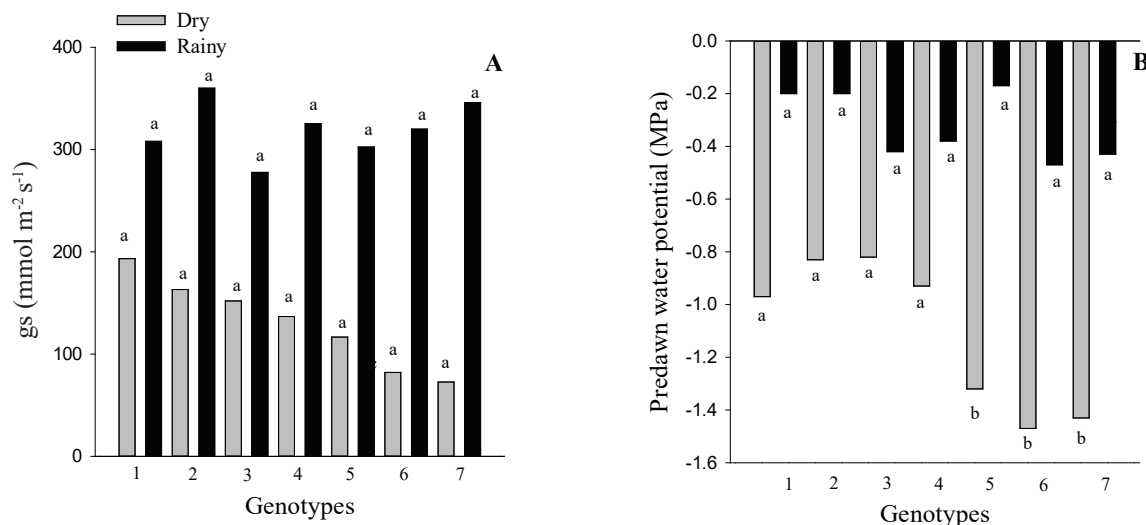 Dry
Rainy
A
400
300
200
100
0
gs (mmol m-2 s-1)
a a a a a a a
a a a a a a a
1 2 3 4 5 6 7
Genotypes
B
0.0
-0.2
-0.4
-0.6
-0.8
-1.0
-1.2
-1.4
-1.6
Predawn water potential (MPa)
a a a a a a a
a a a a b b b
1 2 3 4 5 6 7
Genotypes